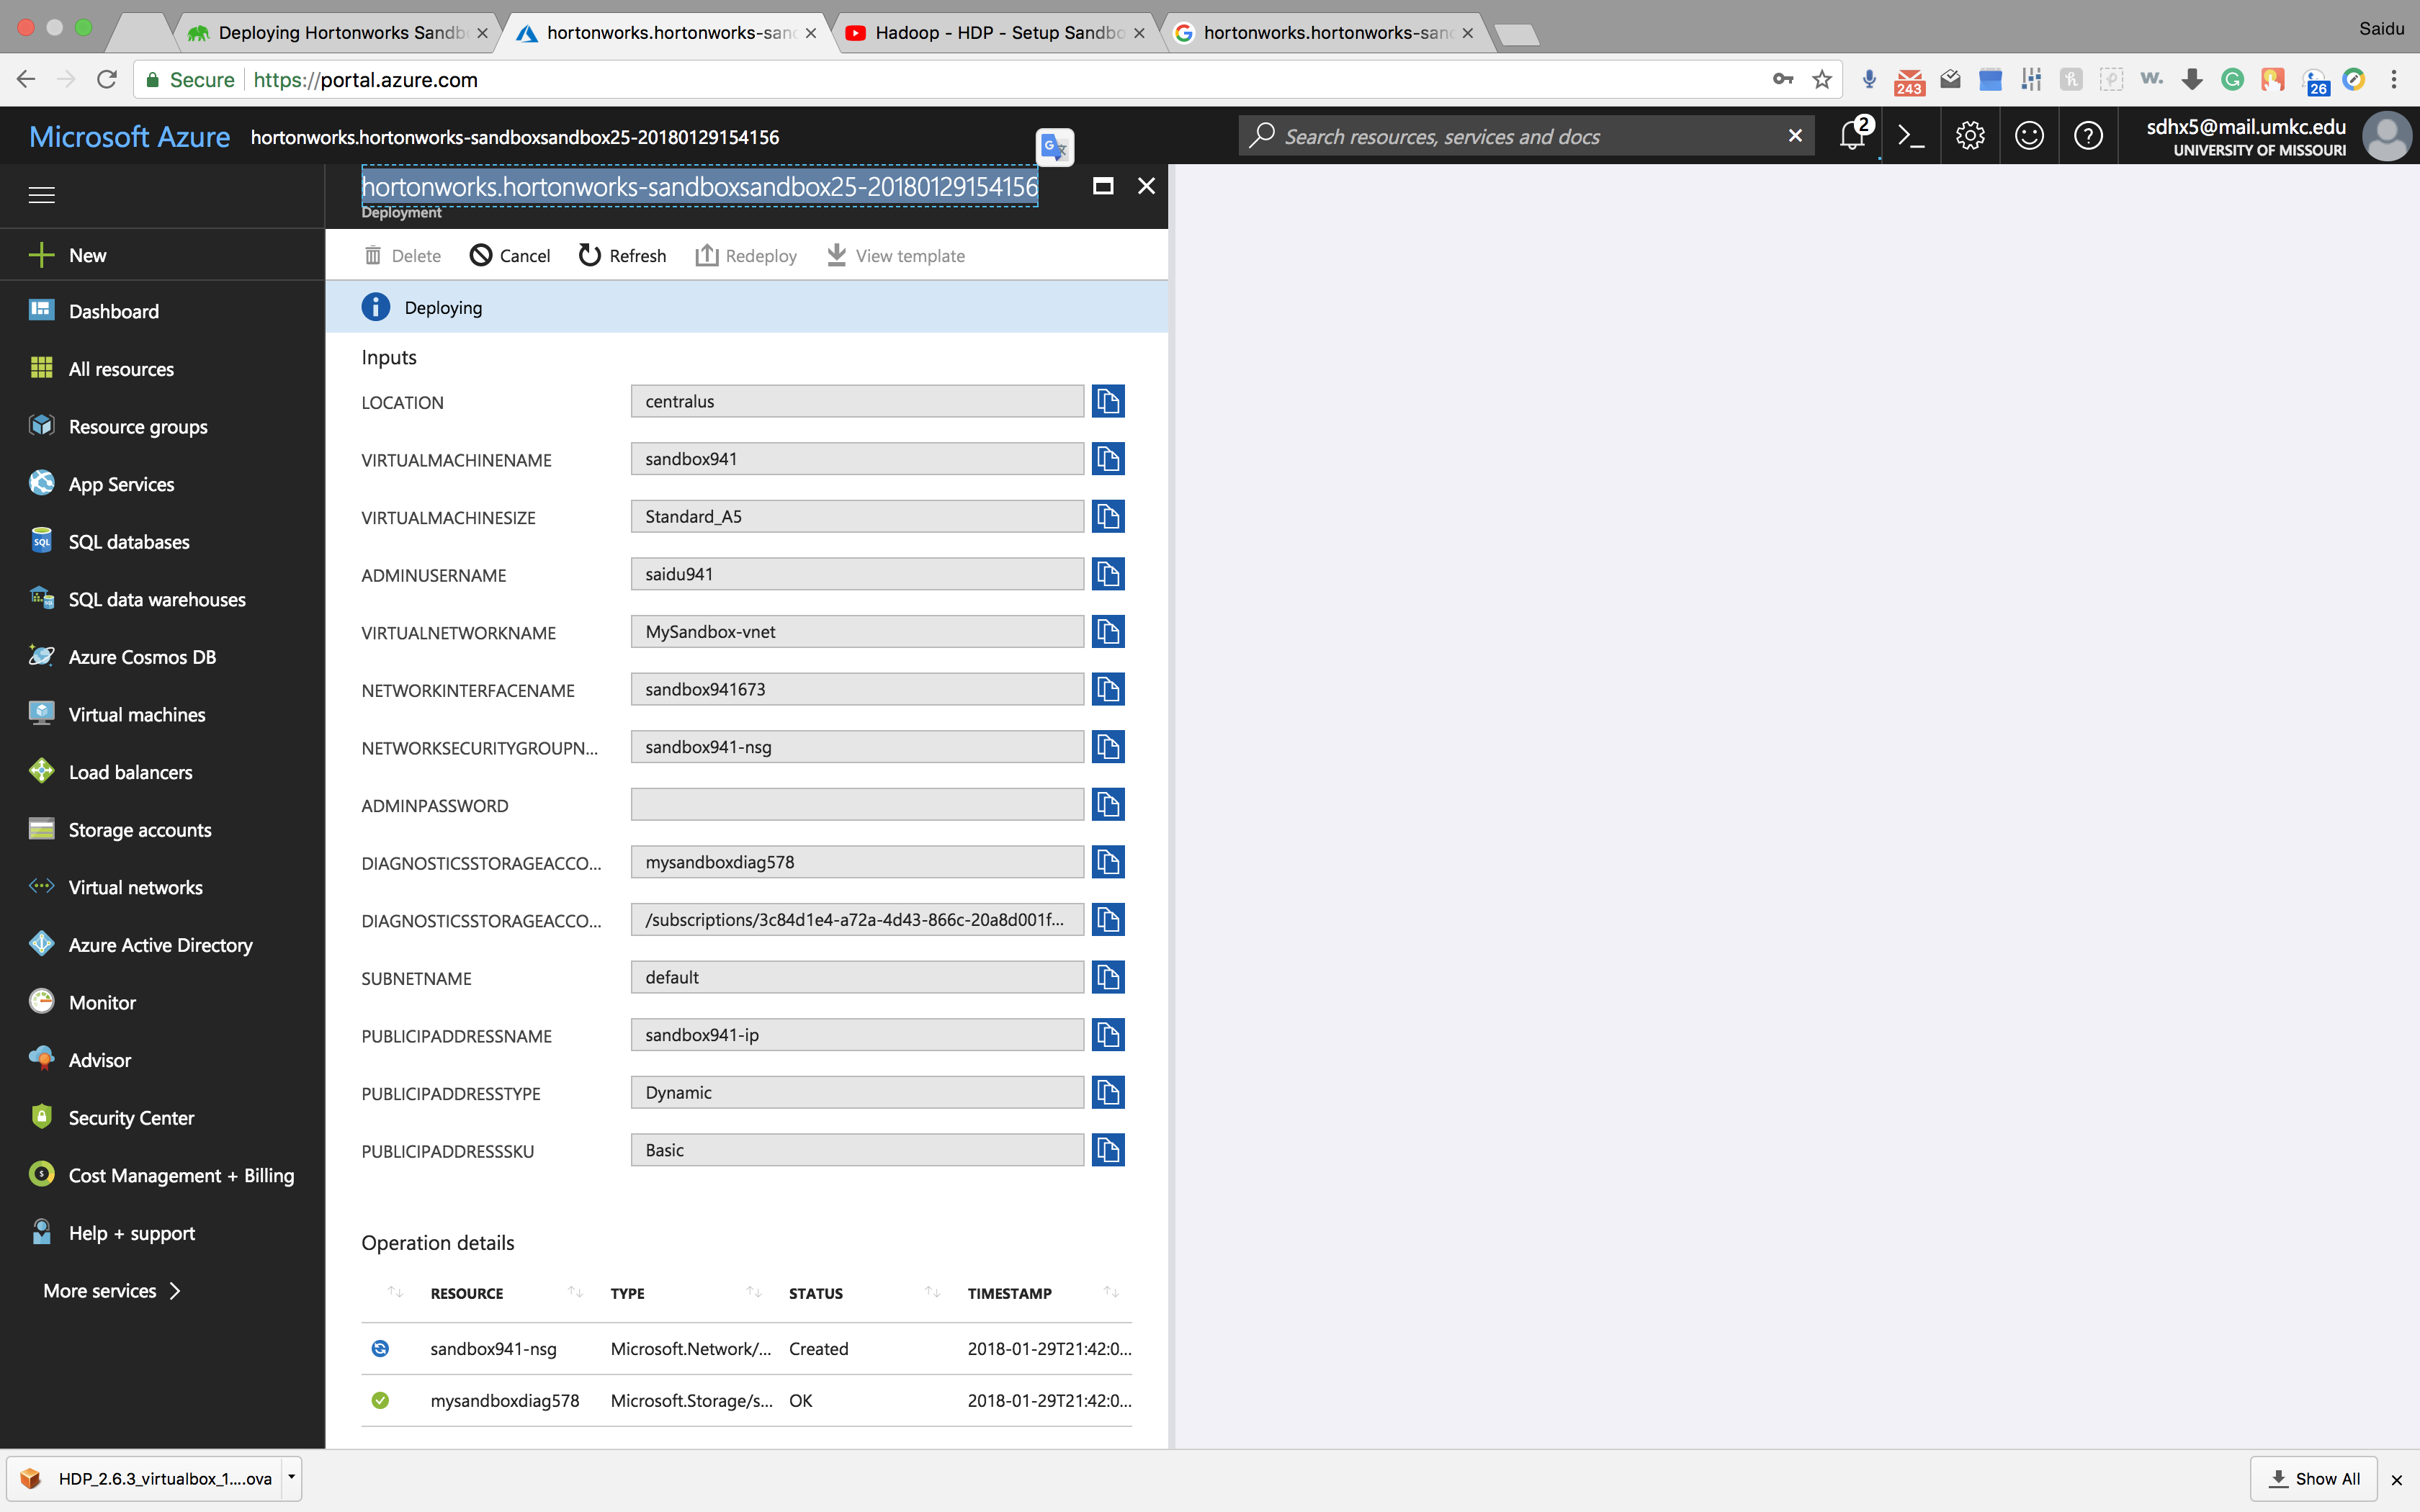 Deploying Hortonworks Sandb
hortonworks.hortonworks-san
Hadoop - HDP - Setup Sandbo
hortonworks.hortonworks-san
Saidu
Secure
https://portal.azure.com
243
w.
26
Microsoft Azure
hortonworks.hortonworks-sandboxsandbox25-20180129154156
Search resources, services and docs
2
sdhx5@mail.umkc.edu
UNIVERSITY OF MISSOURI
hortonworks.hortonworks-sandboxsandbox25-20180129154156
Deployment
New
Dashboard
All resources
Resource groups
App Services
SQL databases
SQL data warehouses
Azure Cosmos DB
Virtual machines
Load balancers
Storage accounts
Virtual networks
Azure Active Directory
Monitor
Advisor
Security Center
Cost Management + Billing
Help + support
More services
Delete
Cancel
Refresh
Redeploy
View template
Deploying
Inputs
LOCATION centralus
VIRTUALMACHINENAME sandbox941
VIRTUALMACHINESIZE Standard_A5
ADMINUSERNAME saidu941
VIRTUALNETWORKNAME MySandbox-vnet
NETWORKINTERFACENAME sandbox941673
NETWORKSECURITYGROUPN... sandbox941-nsg
ADMINPASSWORD
DIAGNOSTICSSTORAGEACCO... mysandboxdiag578
DIAGNOSTICSSTORAGEACCO... /subscriptions/3c84d1e4-a72a-4d43-866c-20a8d001f...
SUBNETNAME default
PUBLICIPADDRESSNAME sandbox941-ip
PUBLICIPADDRESSTYPE Dynamic
PUBLICIPADDRESSSKU Basic
Operation details
RESOURCE TYPE STATUS TIMESTAMP
sandbox941-nsg Microsoft.Network/... Created 2018-01-29T21:42:0...
mysandboxdiag578 Microsoft.Storage/s... OK 2018-01-29T21:42:0...
HDP_2.6.3_virtualbox_1....ova
Show All